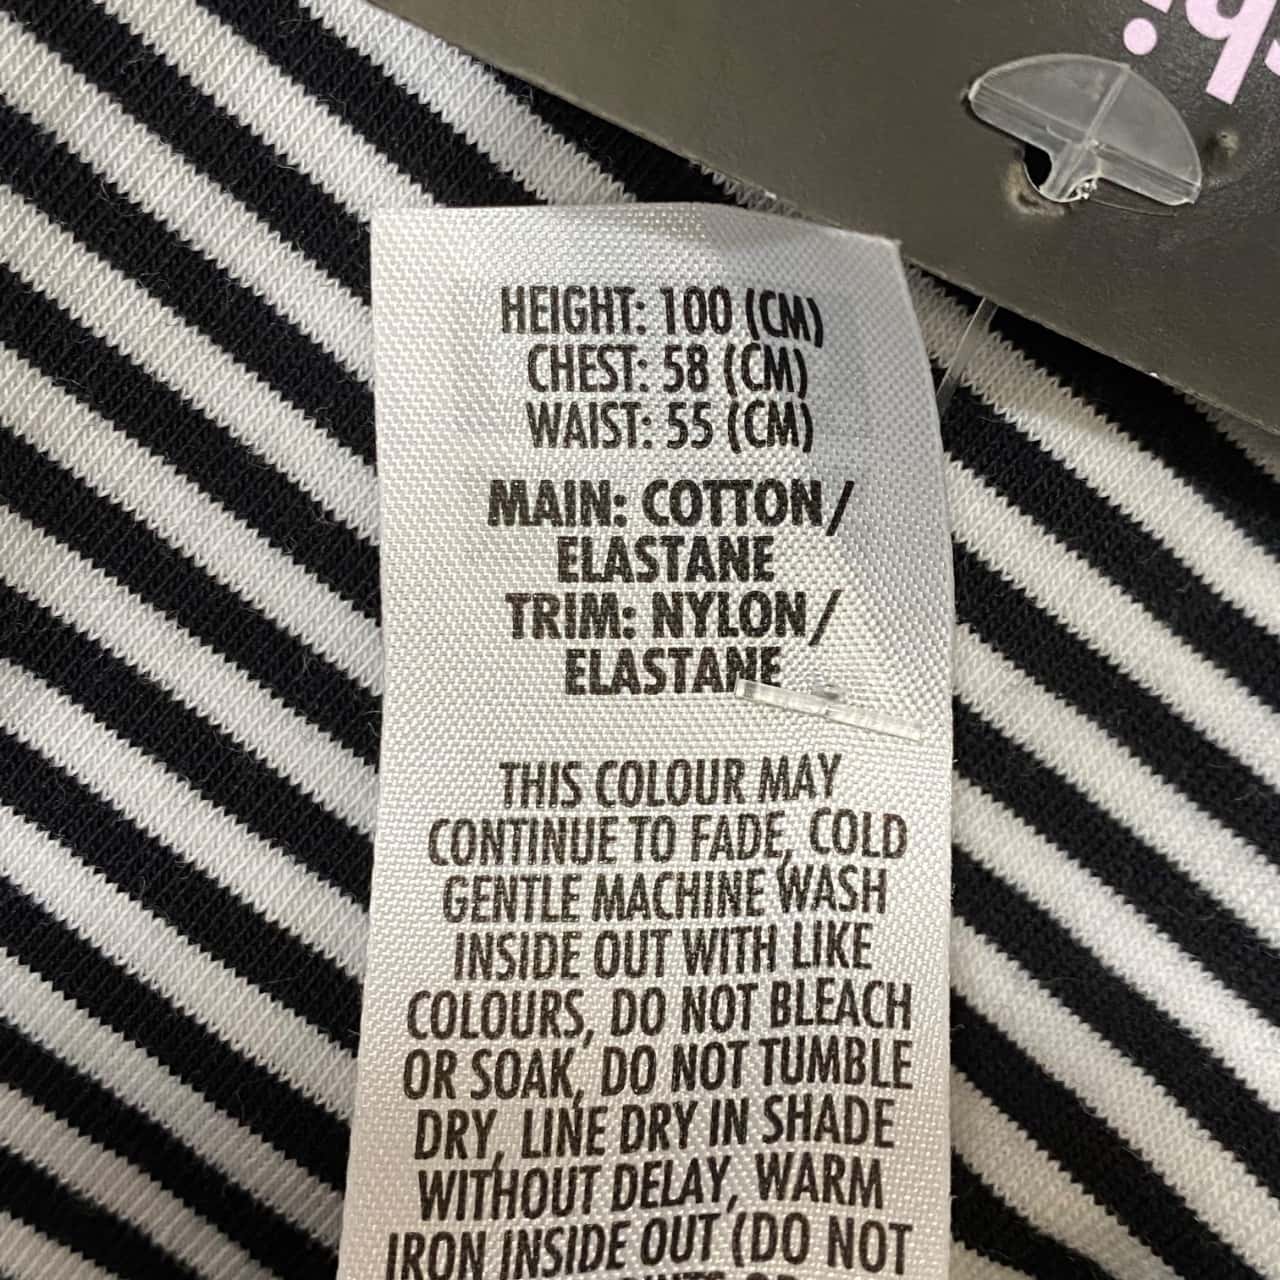 HEIGHT: 100 (CM)
CHEST: 58 (CM)
WAIST: 55 (CM)
MAIN: COTTON/
ELASTANE
TRIM: NYLON/
ELASTANE
THIS COLOUR MAY
CONTINUE TO FADE, COLD
GENTLE MACHINE WASH
INSIDE OUT WITH LIKE
COLOURS, DO NOT BLEACH
OR SOAK, DO NOT TUMBLE
DRY, LINE DRY IN SHADE
WITHOUT DELAY, WARM
IRON INSIDE OUT (DO NOT